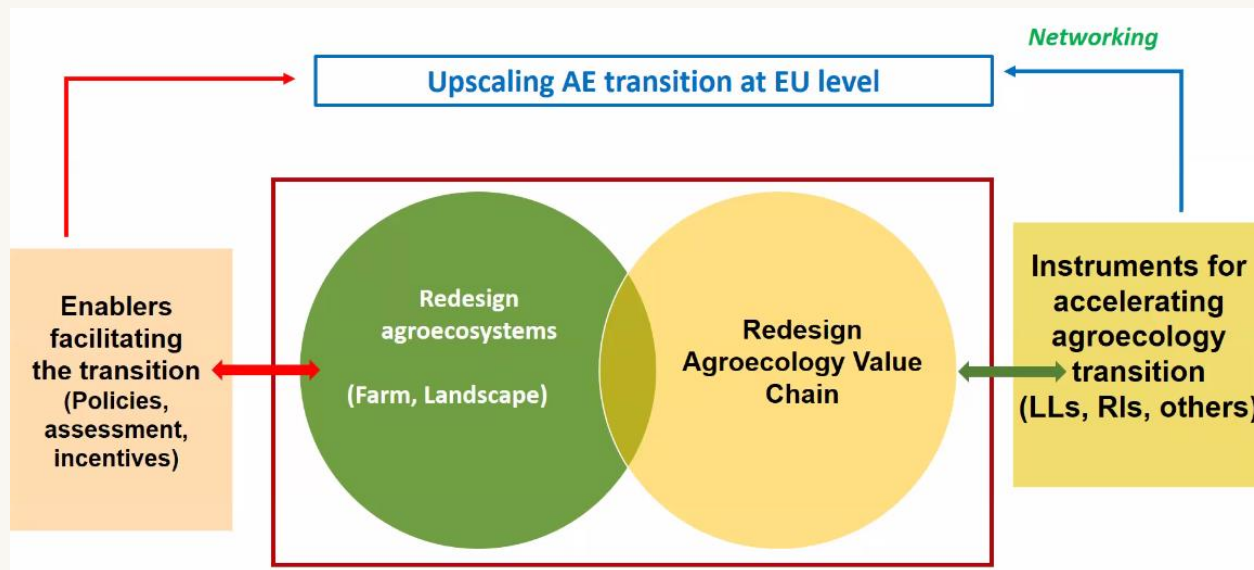 Networking
Upscaling AE transition at EU level
Enablers
facilitating
the transition
(Policies,
assessment,
incentives)
Redesign
agroecosystems
(Farm, Landscape)
Redesign
Agroecology Value
Chain
Instruments for
accelerating
agroecology
transition
(LLs, RIs, others)